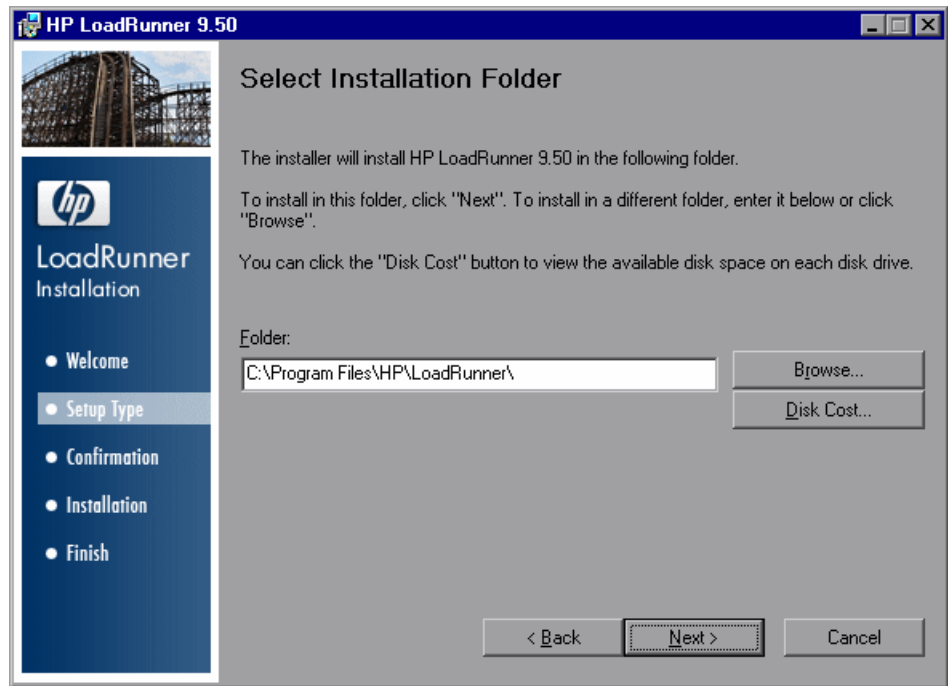 HP LoadRunner 9.50
Select Installation Folder
The installer will install HP LoadRunner 9.50 in the following folder.
To install in this folder, click "Next". To install in a different folder, enter it below or click
"Browse".
You can click the "Disk Cost" button to view the available disk space on each disk drive.
Folder:
C:\Program Files\HP\LoadRunner\
Browse...
Disk Cost...
hp
LoadRunner
Installation
Welcome
Setup Type
Confirmation
Installation
Finish
< Back
Next >
Cancel